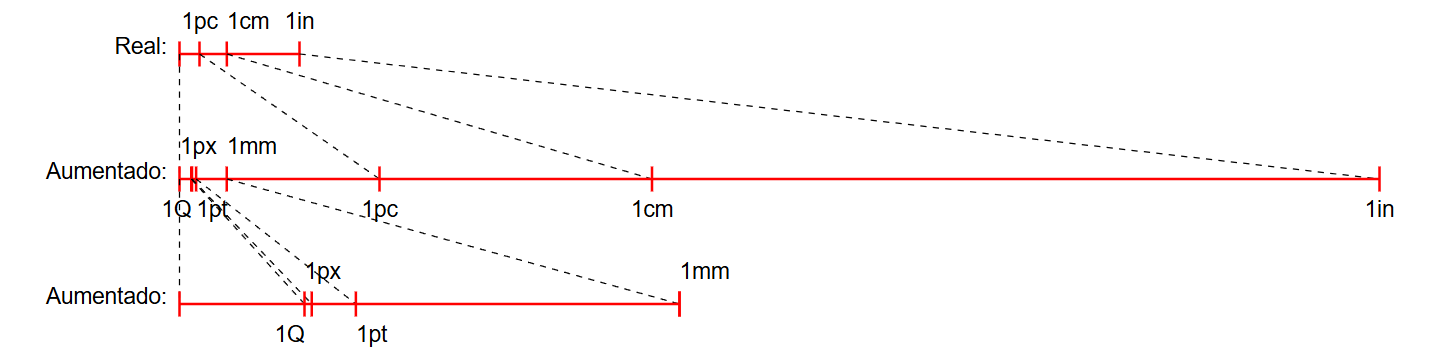 1pc 1cm 1in
Real:
1px 1mm
Aumentado:
1Q 1pt 1pc 1cm 1in
1px 1mm
Aumentado:
1Q 1pt